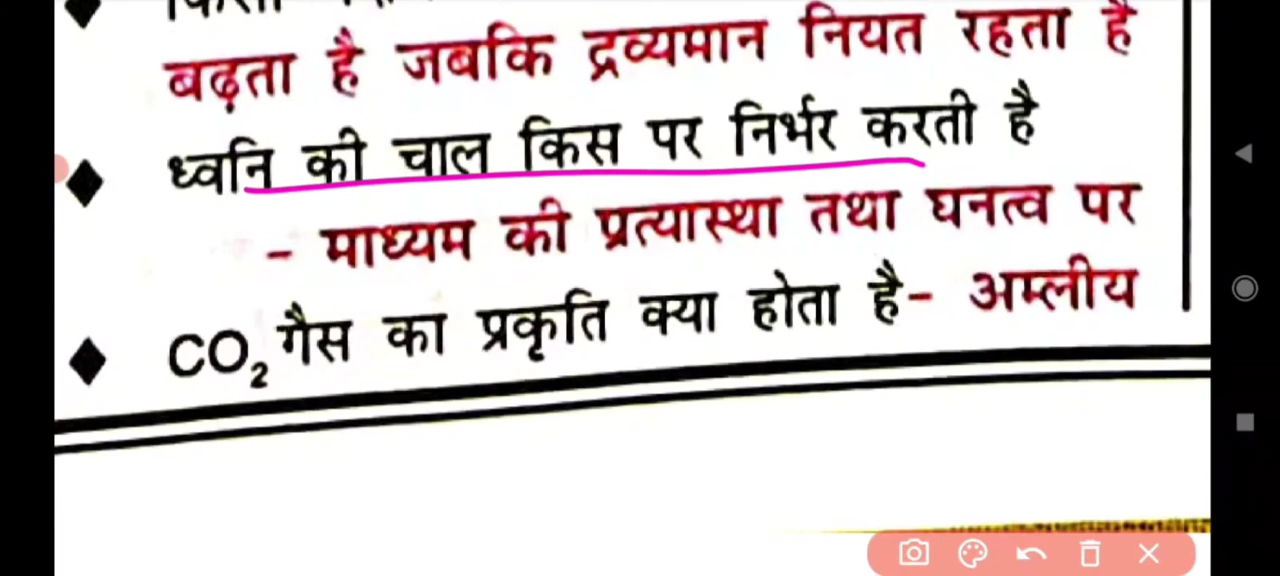 बढ़ता है जबकि द्रव्यमान नियत रहता है
ध्वनि की चाल किस पर निर्भर करती है
- माध्यम की प्रत्यास्था तथा घनत्व पर
CO₂ गैस का प्रकृति क्या होता है- अम्लीय